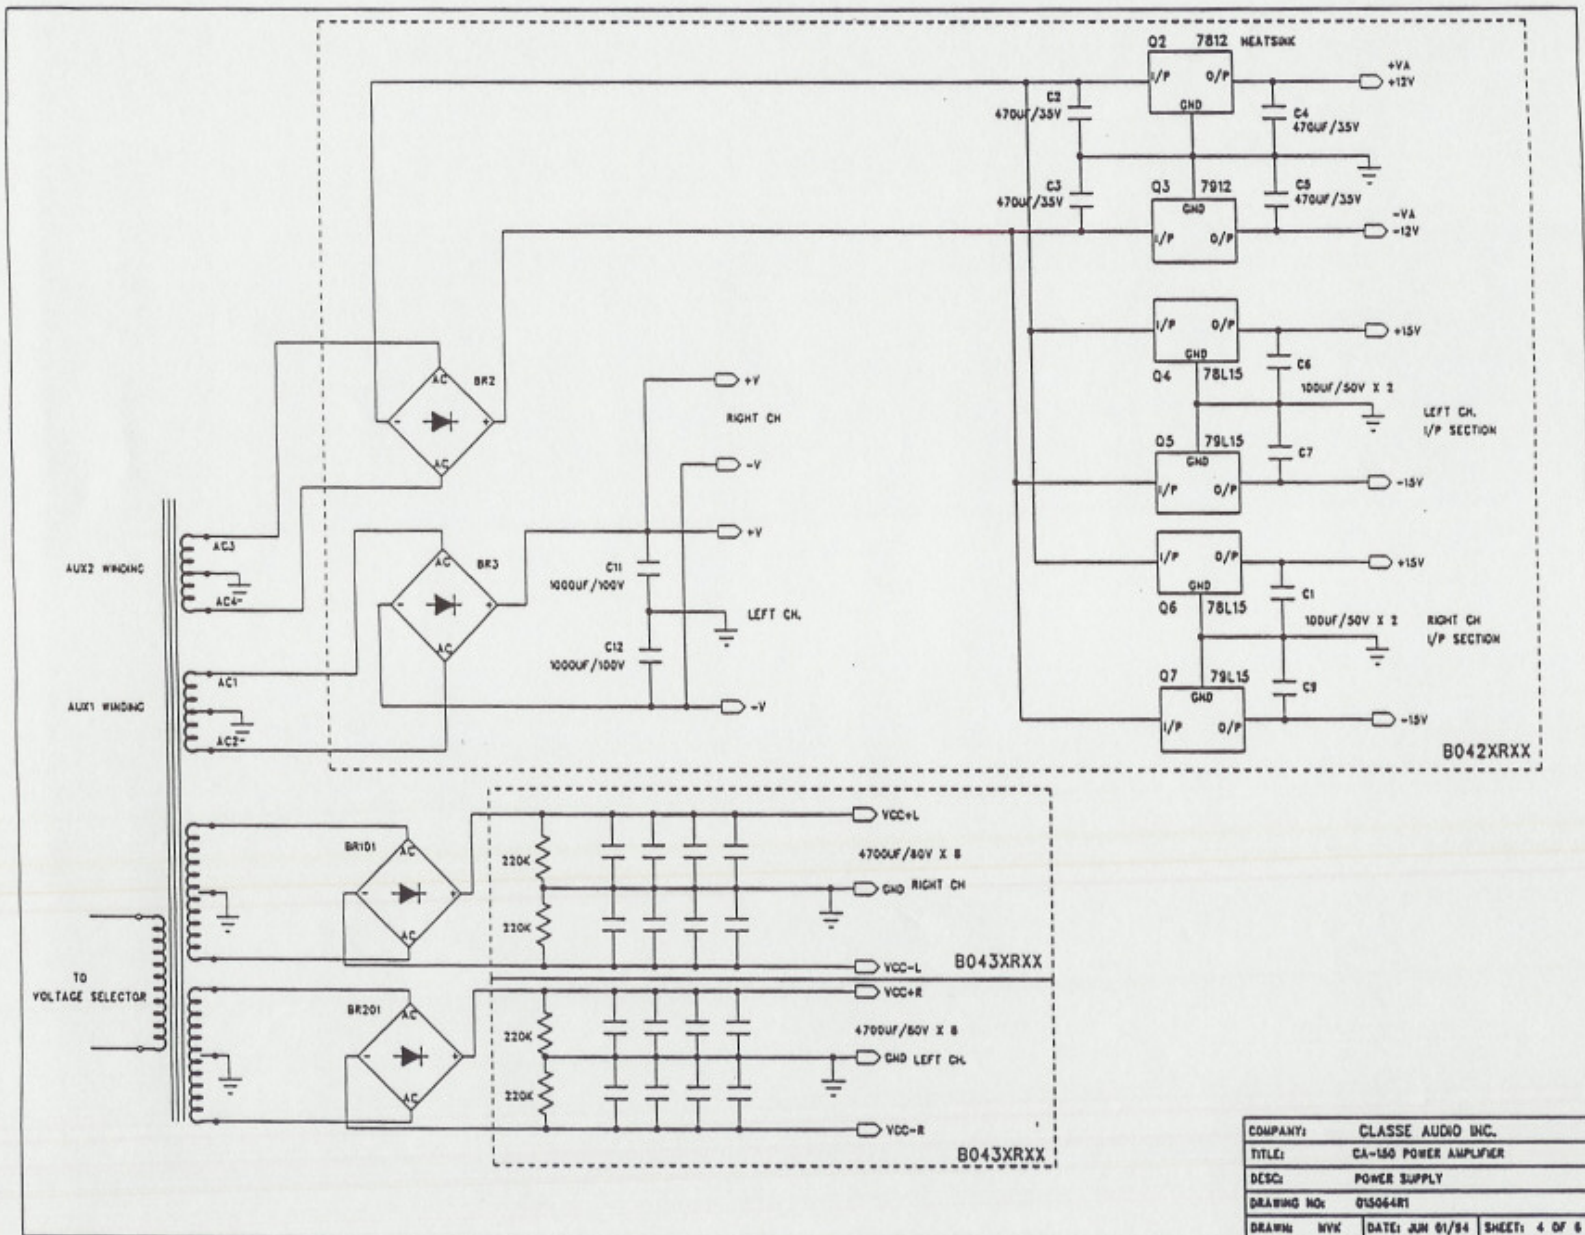 Q2 7812 HEATSINK
I/P O/P
GND
+VA
+12V
C2
470UF/35V
C4
470UF/35V
C3
470UF/35V
Q3 7912
GND
I/P O/P
C5
470UF/35V
-VA
-12V
I/P O/P
GND
Q4 78L15
+15V
C6
100UF/50V X 2
LEFT CH.
I/P SECTION
Q5 79L15
GND
I/P O/P
C7
-15V
I/P O/P
GND
Q6 78L15
+15V
C1
100UF/50V X 2
RIGHT CH
I/P SECTION
Q7 79L15
GND
I/P O/P
C9
-15V
B042XRXX
AC
BR2
- +
AC
+V
RIGHT CH
-V
+V
AUX2 WINDING
AC3
AC4-
AC
BR3
- +
AC
C11
1000UF/100V
LEFT CH.
C12
1000UF/100V
-V
AUX1 WINDING
AC1
AC2-
BR101
AC
- +
AC
220K
220K
VCC+L
4700UF/80V X 8
GND RIGHT CH
VCC-L
B043XRXX
TO
VOLTAGE SELECTOR
BR201
AC
- +
AC
220K
220K
VCC+R
4700UF/80V X 8
GND LEFT CH.
VCC-R
B043XRXX
COMPANY: CLASSE AUDIO INC.
TITLE: CA-150 POWER AMPLIFIER
DESC: POWER SUPPLY
DRAWING NO: 015064R1
DRAWN: NYK DATE: JUN 01/94 SHEET: 4 OF 6